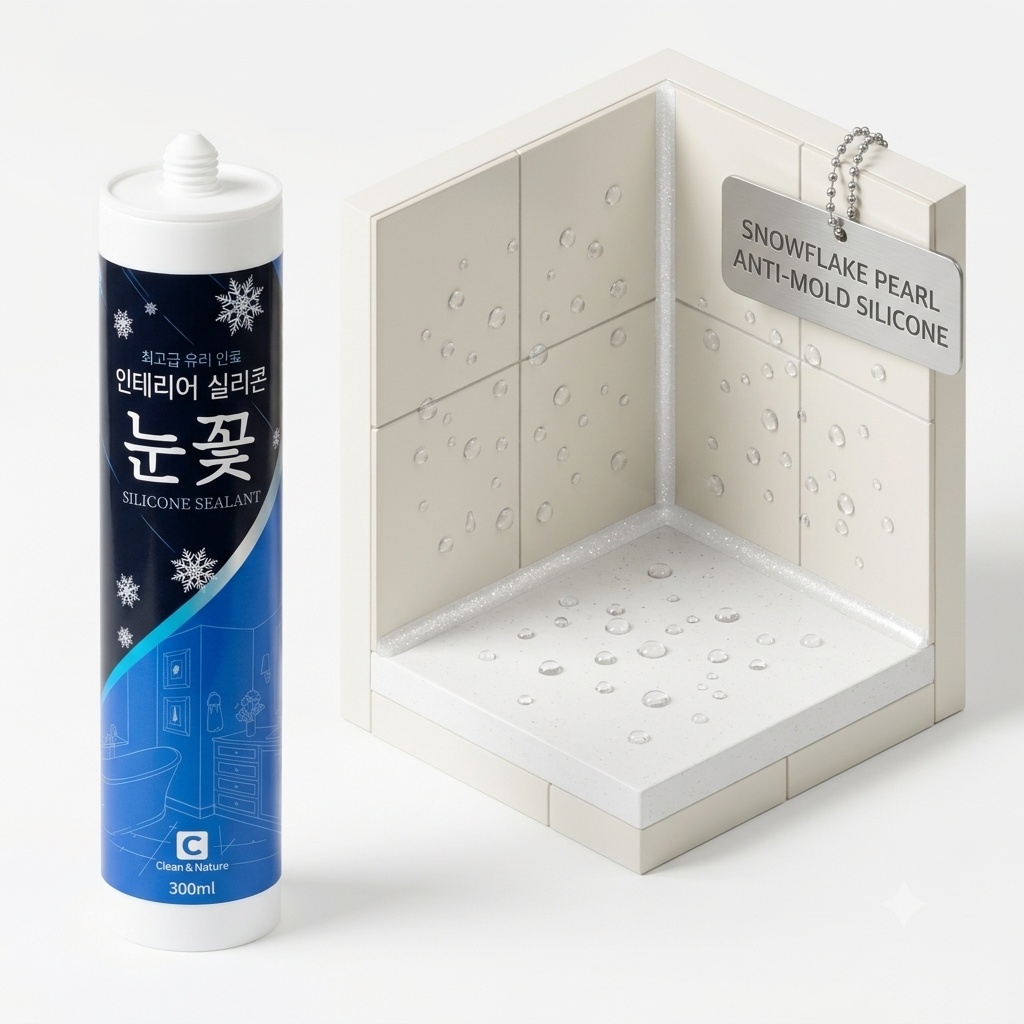 최고급 유리 인료
인테리어 실리콘
눈꽃
SILICONE SEALANT
C
Clean & Nature
300ml
SNOWFLAKE PEARL
ANTI-MOLD SILICONE